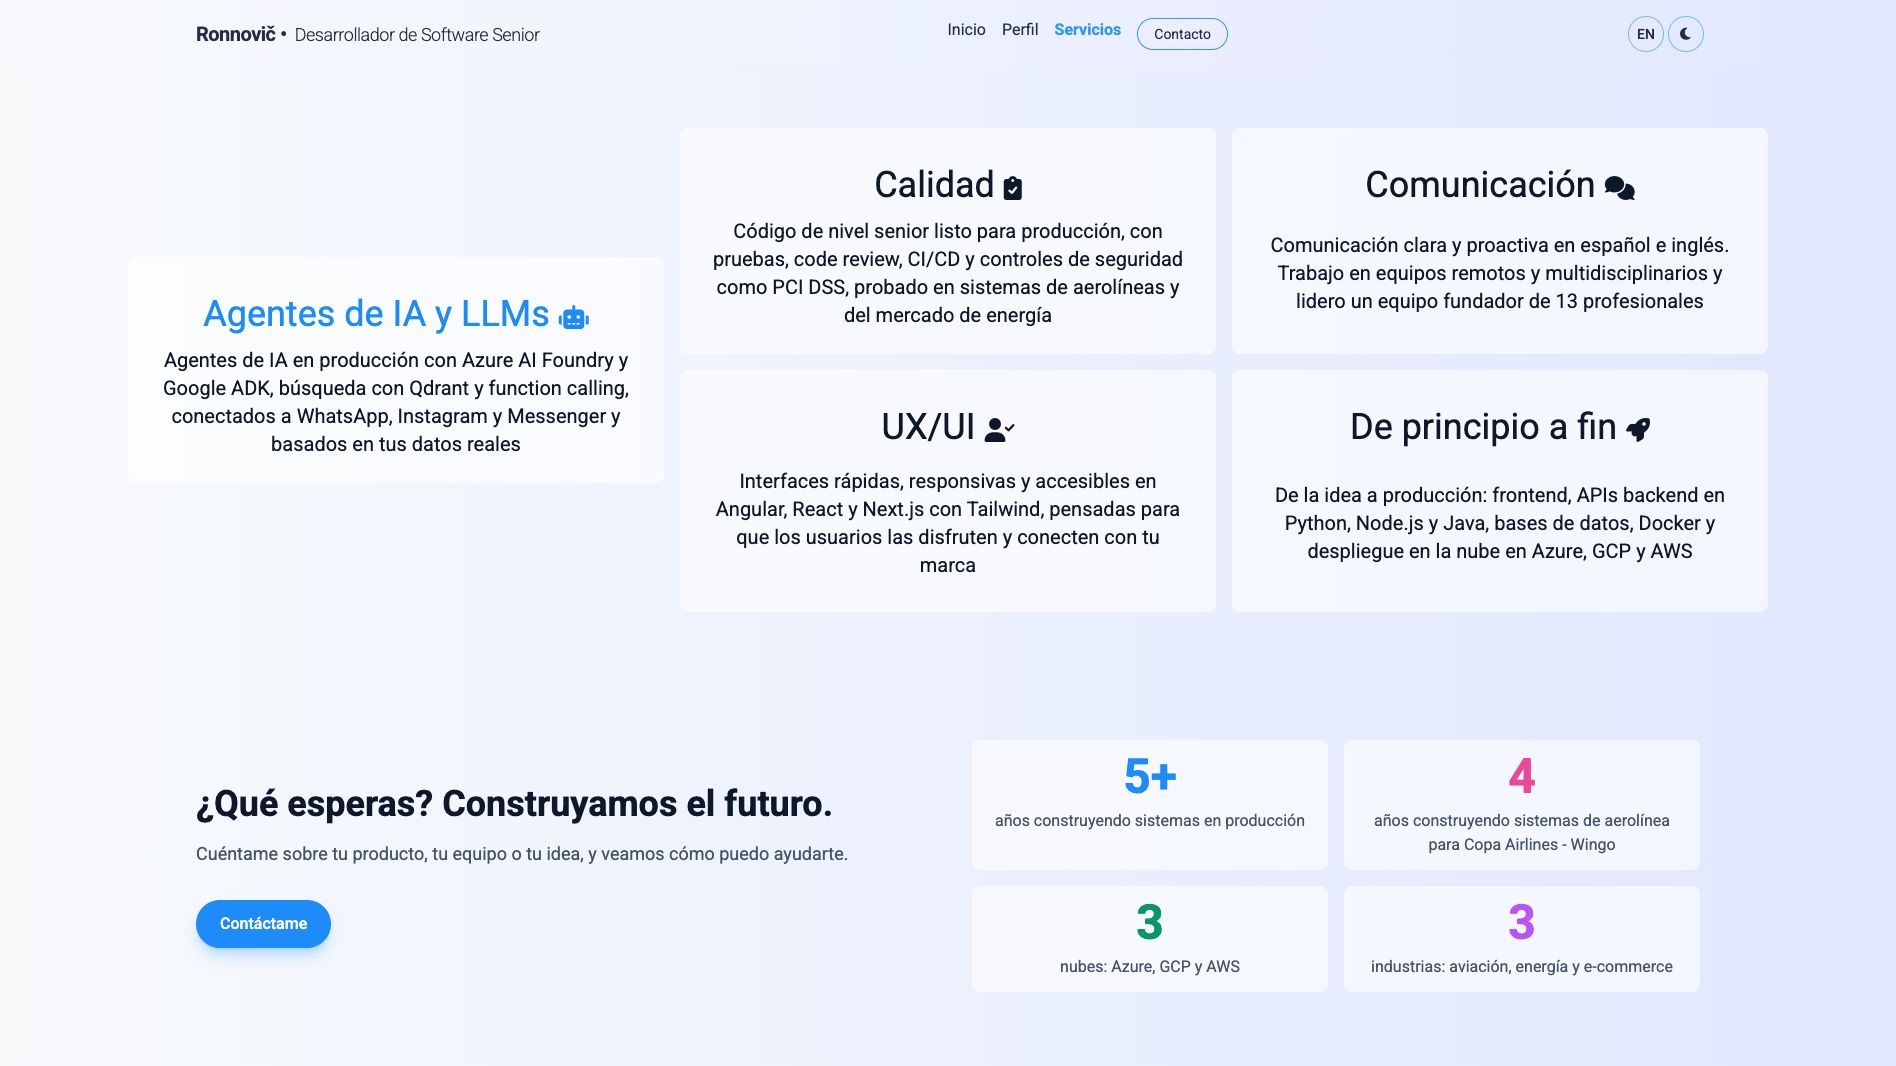 Ronnovič • Desarrollador de Software Senior
Inicio
Perfil
Servicios
Contacto
EN
Agentes de IA y LLMs
Agentes de IA en producción con Azure AI Foundry y
Google ADK, búsqueda con Qdrant y function calling,
conectados a WhatsApp, Instagram y Messenger y
basados en tus datos reales
Calidad
Código de nivel senior listo para producción, con
pruebas, code review, CI/CD y controles de seguridad
como PCI DSS, probado en sistemas de aerolíneas y
del mercado de energía
Comunicación
Comunicación clara y proactiva en español e inglés.
Trabajo en equipos remotos y multidisciplinarios y
lidero un equipo fundador de 13 profesionales
UX/UI
Interfaces rápidas, responsivas y accesibles en
Angular, React y Next.js con Tailwind, pensadas para
que los usuarios las disfruten y conecten con tu
marca
De principio a fin
De la idea a producción: frontend, APIs backend en
Python, Node.js y Java, bases de datos, Docker y
despliegue en la nube en Azure, GCP y AWS
¿Qué esperas? Construyamos el futuro.
Cuéntame sobre tu producto, tu equipo o tu idea, y veamos cómo puedo ayudarte.
Contáctame
5+
años construyendo sistemas en producción
4
años construyendo sistemas de aerolínea
para Copa Airlines - Wingo
3
nubes: Azure, GCP y AWS
3
industrias: aviación, energía y e-commerce